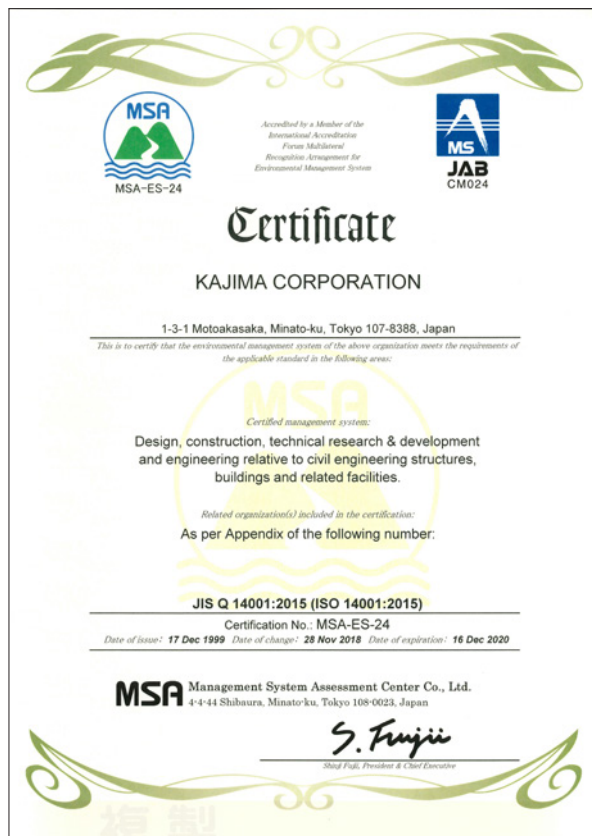 MSA
MSA-ES-24
Accredited by a Member of the
International Accreditation
Forum Multilateral
Recognition Arrangement for
Environmental Management System
MS
JAB
CM024
Certificate
KAJIMA CORPORATION
1-3-1 Motoakasaka, Minato-ku, Tokyo 107-8388, Japan
This is to certify that the environmental management system of the above organization meets the requirements of
the applicable standard in the following areas:
MSA
Certified management system:
Design, construction, technical research & development
and engineering relative to civil engineering structures,
buildings and related facilities.
Related organization(s) included in the certification:
As per Appendix of the following number:
JIS Q 14001:2015 (ISO 14001:2015)
Certification No.: MSA-ES-24
Date of issue: 17 Dec 1999 Date of change: 28 Nov 2018 Date of expiration: 16 Dec 2020
MSA Management System Assessment Center Co., Ltd.
4-4-44 Shibaura, Minato-ku, Tokyo 108-0023, Japan
S. Fujii
Shinji Fujii, President & Chief Executive
複製